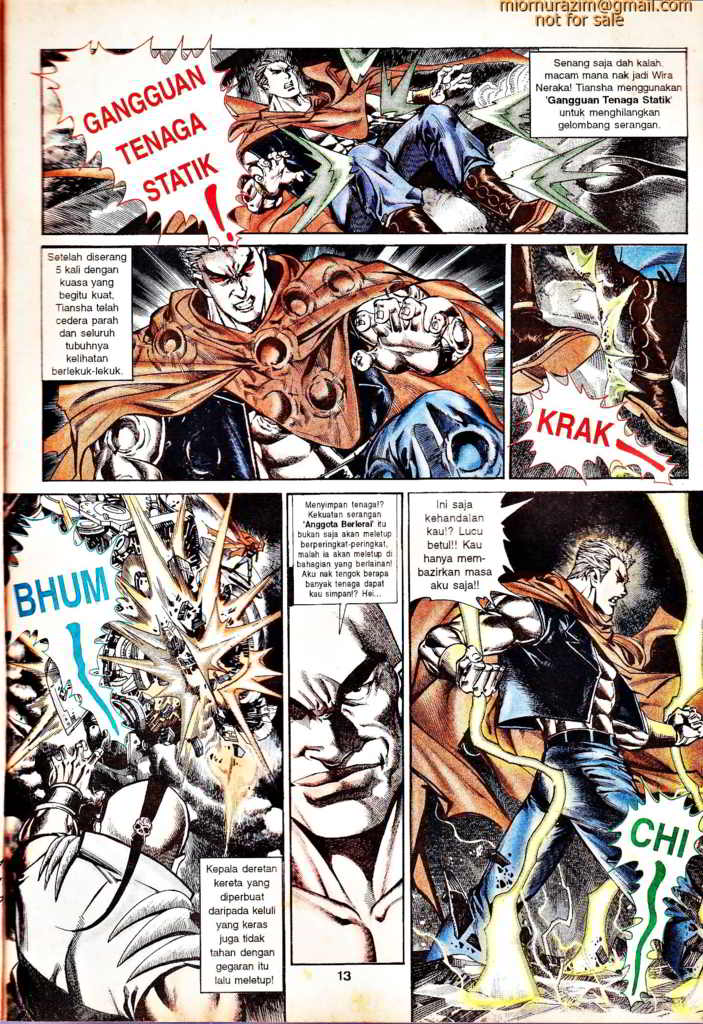 miomurazim@gmail.com
not for sale
GANGGUAN
TENAGA
STATIK !
Senang saja dah kalah,
macam mana nak jadi Wira
Neraka! Tiansha menggunakan
'Gangguan Tenaga Statik'
untuk menghilangkan
gelombang serangan.
Setelah diserang
5 kali dengan
kuasa yang
begitu kuat,
Tiansha telah
cedera parah
dan seluruh
tubuhnya
kelihatan
berlekuk-lekuk.
KRAK
BHUM
Menyimpan tenaga!?
Kekuatan serangan
'Anggota Berlerai' itu
bukan saja akan meletup
berperingkat-peringkat,
malah ia akan meletup di
bahagian yang berlainan!
Aku nak tengok berapa
banyak tenaga dapat
kau simpan!? Hei...
Ini saja
kehandalan
kau!? Lucu
betul!! Kau
hanya mem-
bazirkan masa
aku saja!!
CHI
Kepala deretan
kereta yang
diperbuat
daripada keluli
yang keras
juga tidak
tahan dengan
gegaran itu
lalu meletup!
13